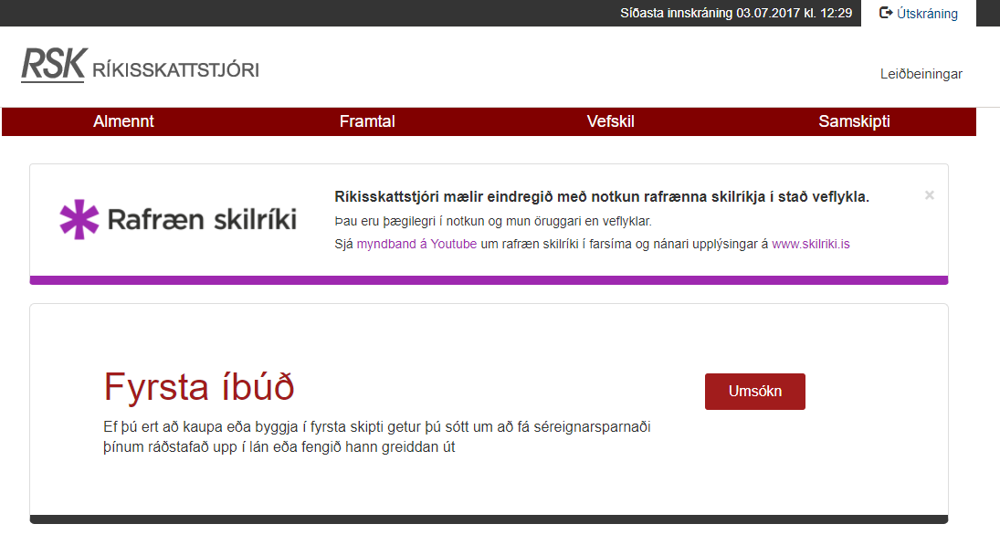 Síðasta innskráning 03.07.2017 kl. 12:29
Útskráning
RSK RÍKISSKATTSTJÓRI
Leiðbeiningar
Almennt Framtal Vefskil Samskipti
Rafræn skilríki
Ríkisskattstjóri mælir eindregið með notkun rafrænna skilríkja í stað veflykla.
×
Þau eru þægilegri í notkun og mun öruggari en veflyklar.
Sjá myndband á Youtube um rafræn skilríki í farsíma og nánari upplýsingar á www.skilriki.is
Fyrsta íbúð
Umsókn
Ef þú ert að kaupa eða byggja í fyrsta skipti getur þú sótt um að fá séreignarsparnaði
þínum ráðstafað upp í lán eða fengið hann greiddan út